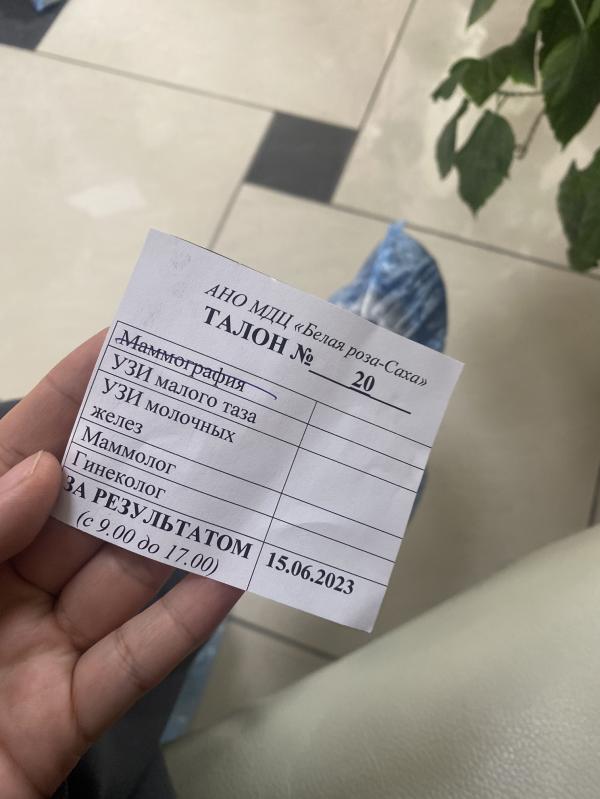 АНО МДЦ «Белая роза-Саха»
ТАЛОН № 20
Маммография
УЗИ малого таза
УЗИ молочных
желез
Маммолог
Гинеколог
ЗА РЕЗУЛЬТАТОМ 15.06.2023
(с 9.00 до 17.00)